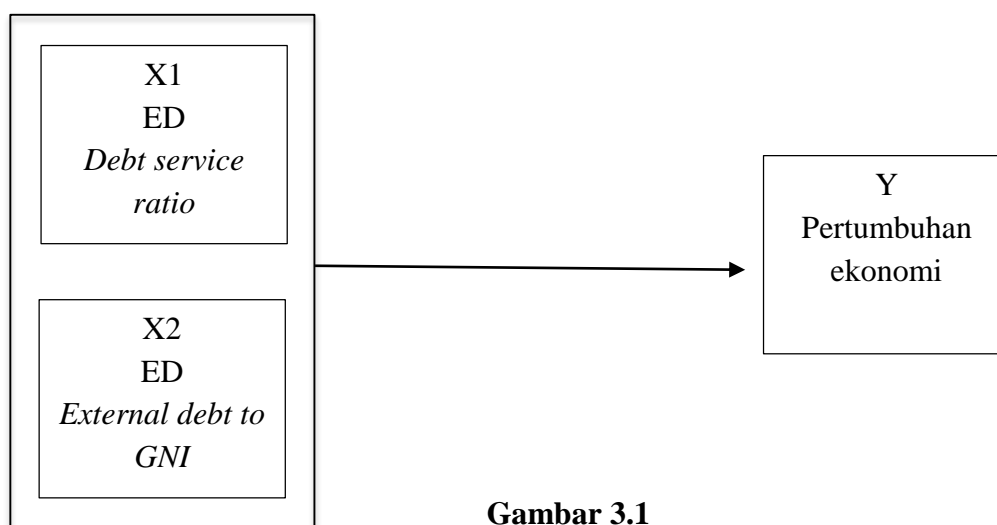 X1
ED
Debt service
ratio
X2
ED
External debt to
GNI
Y
Pertumbuhan
ekonomi
Gambar 3.1